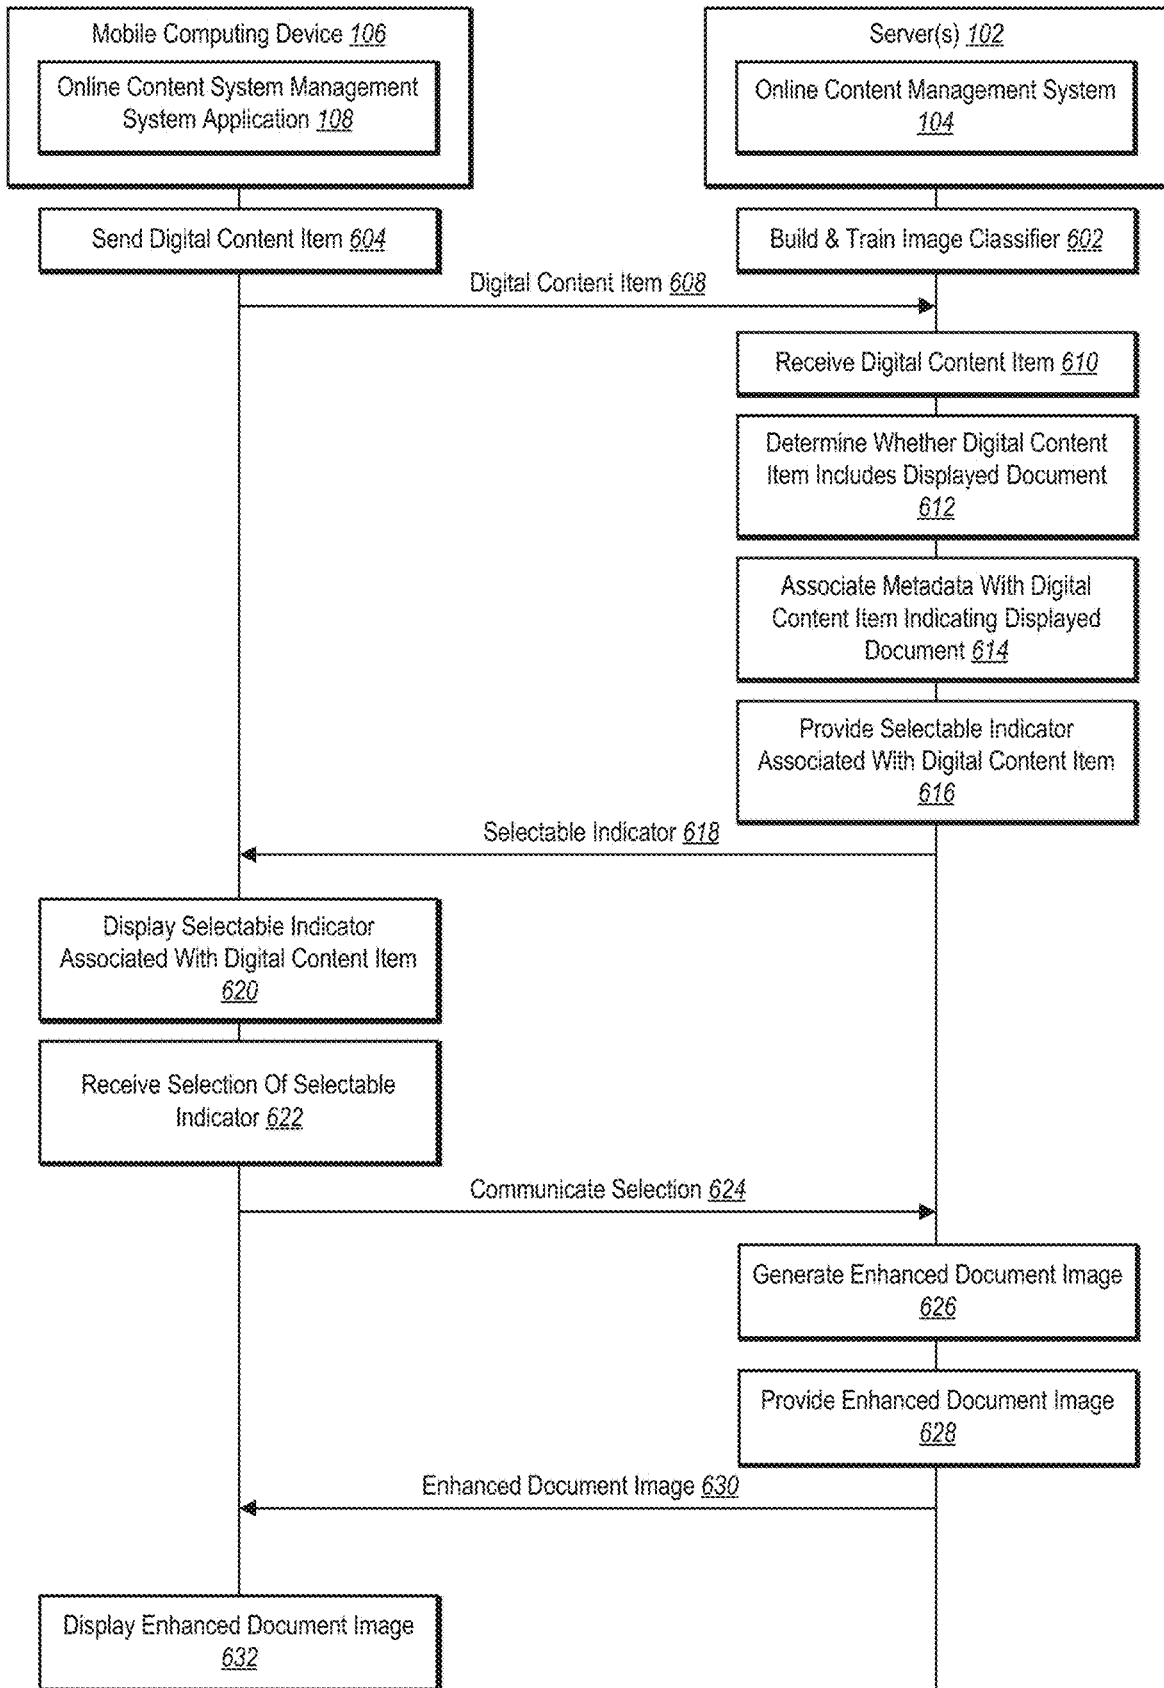 Mobile Computing Device 106
Online Content System Management
System Application 108
Server(s) 102
Online Content Management System
104
Send Digital Content Item 604
Build & Train Image Classifier 602
Digital Content Item 608
Receive Digital Content Item 610
Determine Whether Digital Content
Item Includes Displayed Document
612
Associate Metadata With Digital
Content Item Indicating Displayed
Document 614
Provide Selectable Indicator
Associated With Digital Content Item
616
Selectable Indicator 618
Display Selectable Indicator
Associated With Digital Content Item
620
Receive Selection Of Selectable
Indicator 622
Communicate Selection 624
Generate Enhanced Document Image
626
Provide Enhanced Document Image
628
Enhanced Document Image 630
Display Enhanced Document Image
632